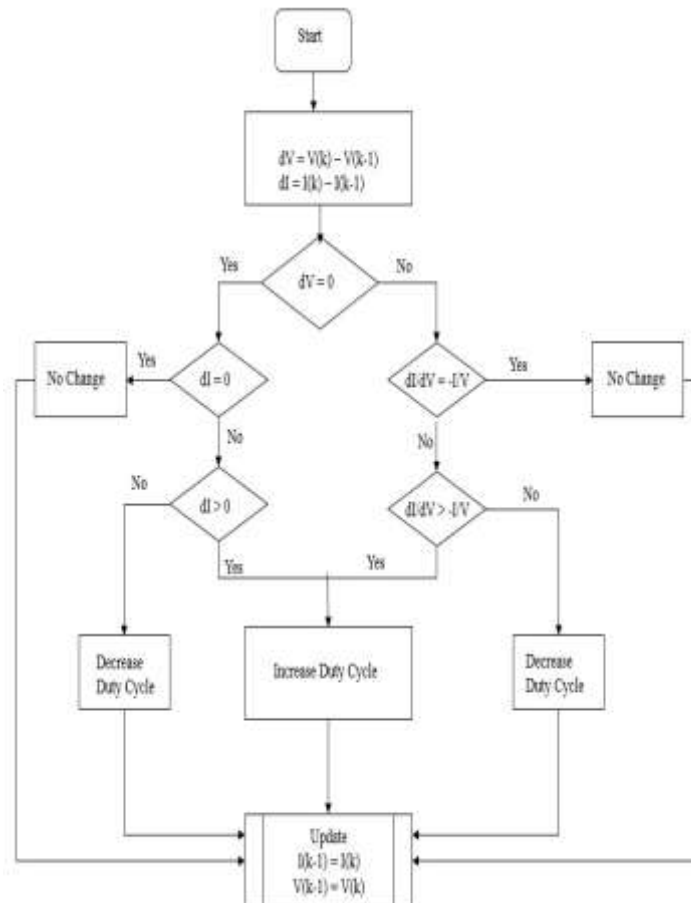 Start
dV = V(k) – V(k-1)
dI = I(k) – I(k-1)
Yes
dV = 0
No
No Change
Yes
dI = 0
dI/dV = -I/V
Yes
No Change
No
No
No
dI > 0
dI/dV > -I/V
No
Yes
Yes
Decrease
Duty Cycle
Increase Duty Cycle
Decrease
Duty Cycle
Update
I(k-1) = I(k)
V(k-1) = V(k)